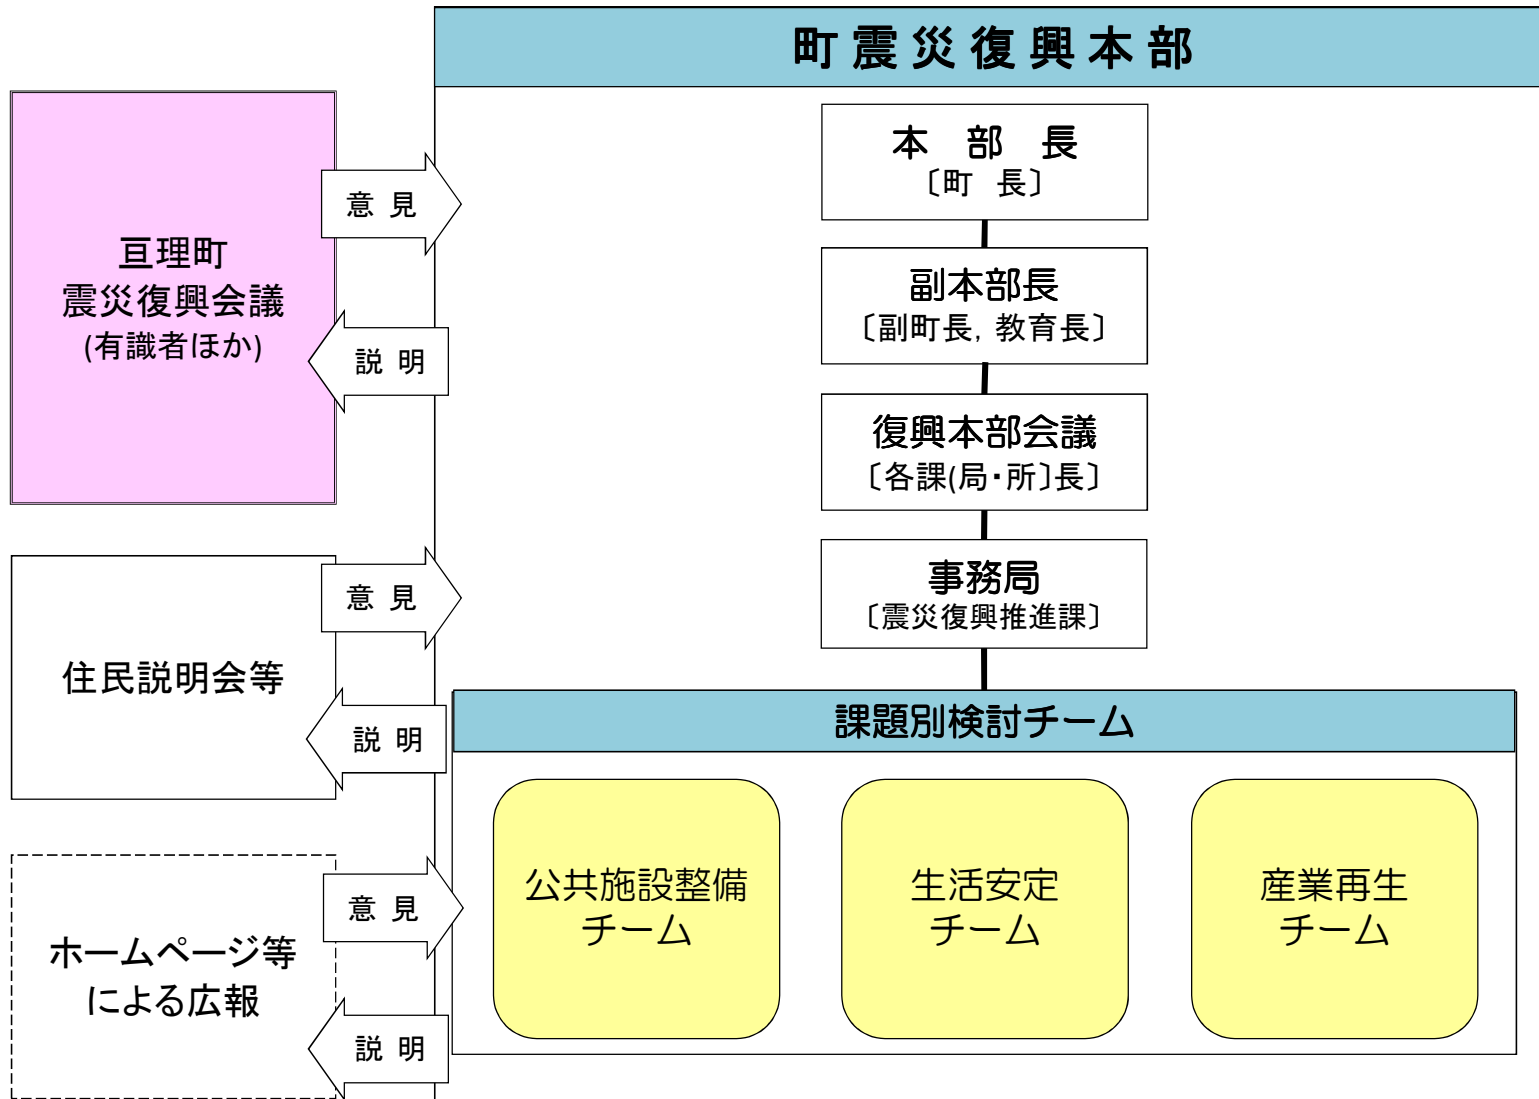 町震災復興本部
亘理町
震災復興会議
(有識者ほか)
意見
説明
本部長
〔町 長〕
副本部長
〔副町長，教育長〕
復興本部会議
〔各課(局・所〕長〕
事務局
〔震災復興推進課〕
住民説明会等
意見
説明
課題別検討チーム
公共施設整備
チーム
生活安定
チーム
産業再生
チーム
ホームページ等
による広報
意見
説明